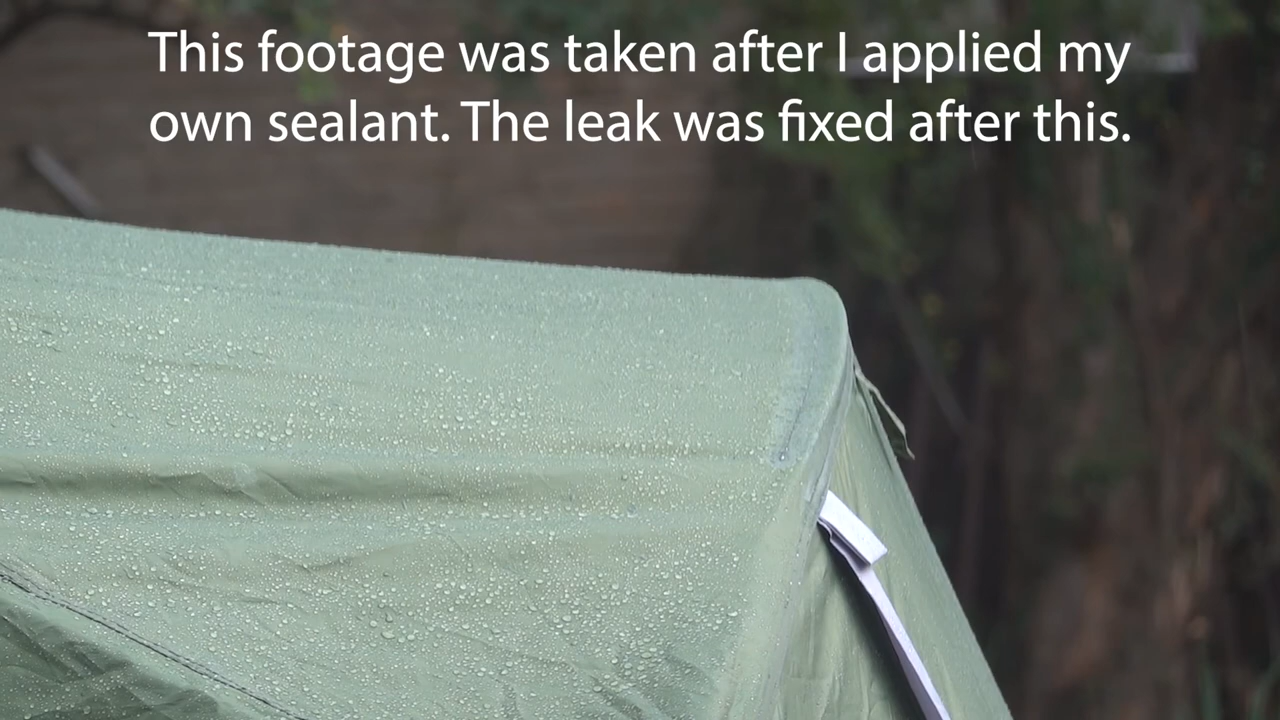 This footage was taken after I applied my
own sealant. The leak was fixed after this.